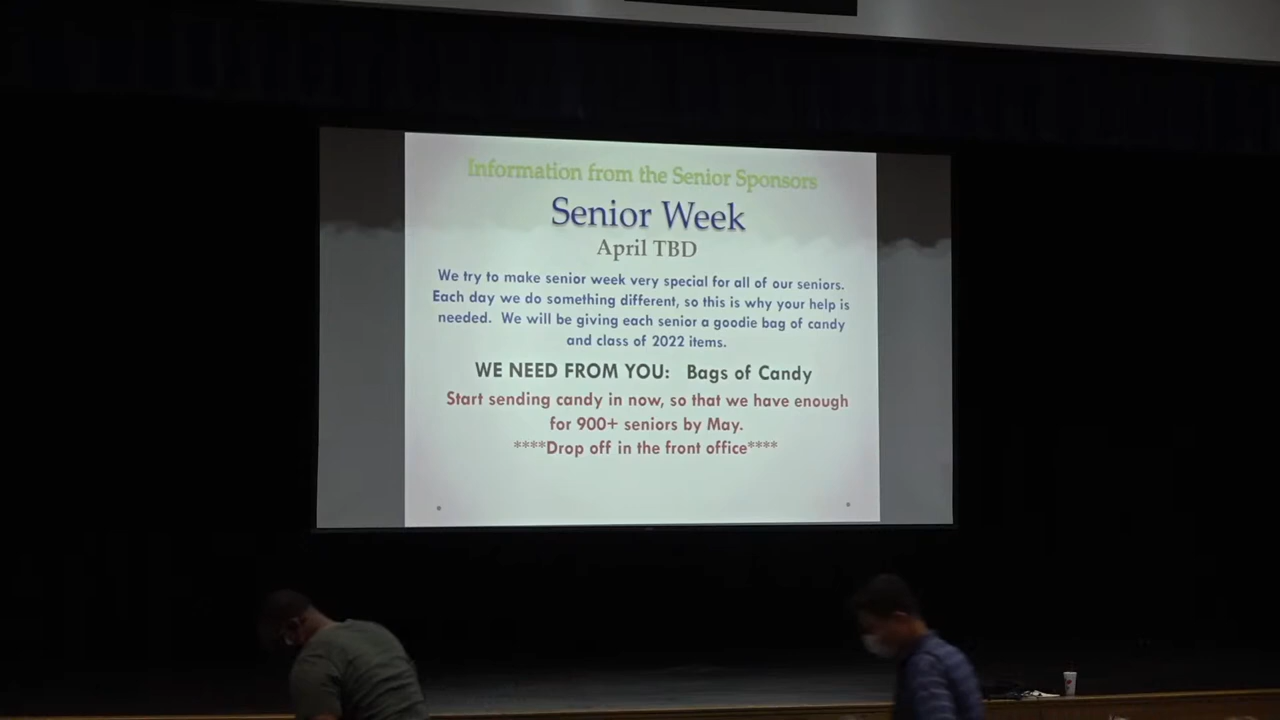 Information from the Senior Sponsors
Senior Week
April TBD
We try to make senior week very special for all of our seniors.
Each day we do something different, so this is why your help is
needed. We will be giving each senior a goodie bag of candy
and class of 2022 items.
WE NEED FROM YOU: Bags of Candy
Start sending candy in now, so that we have enough
for 900+ seniors by May.
****Drop off in the front office****